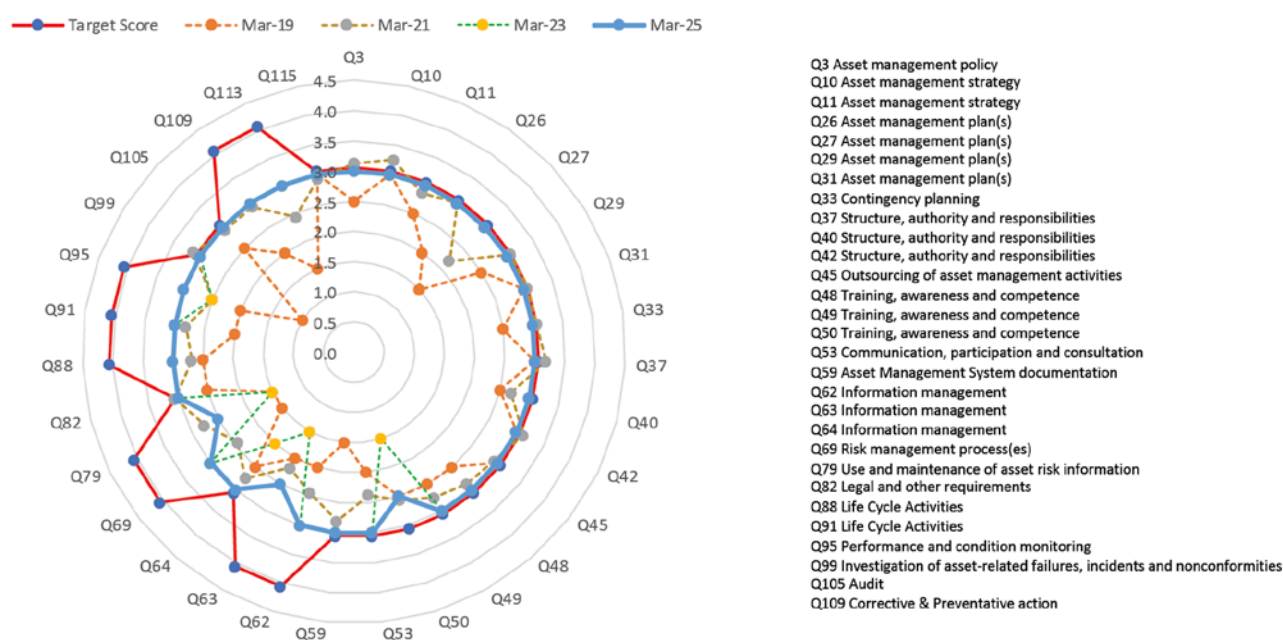 Target Score Mar-19 Mar-21 Mar-23 Mar-25
Q3
Q10
Q11
Q26
Q27
Q29
Q31
Q33
Q37
Q40
Q42
Q45
Q48
Q49
Q50
Q53
Q59
Q62
Q63
Q64
Q69
Q79
Q82
Q88
Q91
Q95
Q99
Q105
Q109
Q113
Q115
4.5
4.0
3.5
3.0
2.5
2.0
1.5
1.0
0.5
0.0
Q3 Asset management policy
Q10 Asset management strategy
Q11 Asset management strategy
Q26 Asset management plan(s)
Q27 Asset management plan(s)
Q29 Asset management plan(s)
Q31 Asset management plan(s)
Q33 Contingency planning
Q37 Structure, authority and responsibilities
Q40 Structure, authority and responsibilities
Q42 Structure, authority and responsibilities
Q45 Outsourcing of asset management activities
Q48 Training, awareness and competence
Q49 Training, awareness and competence
Q50 Training, awareness and competence
Q53 Communication, participation and consultation
Q59 Asset Management System documentation
Q62 Information management
Q63 Information management
Q64 Information management
Q69 Risk management process(es)
Q79 Use and maintenance of asset risk information
Q82 Legal and other requirements
Q88 Life Cycle Activities
Q91 Life Cycle Activities
Q95 Performance and condition monitoring
Q99 Investigation of asset-related failures, incidents and nonconformities
Q105 Audit
Q109 Corrective & Preventative action